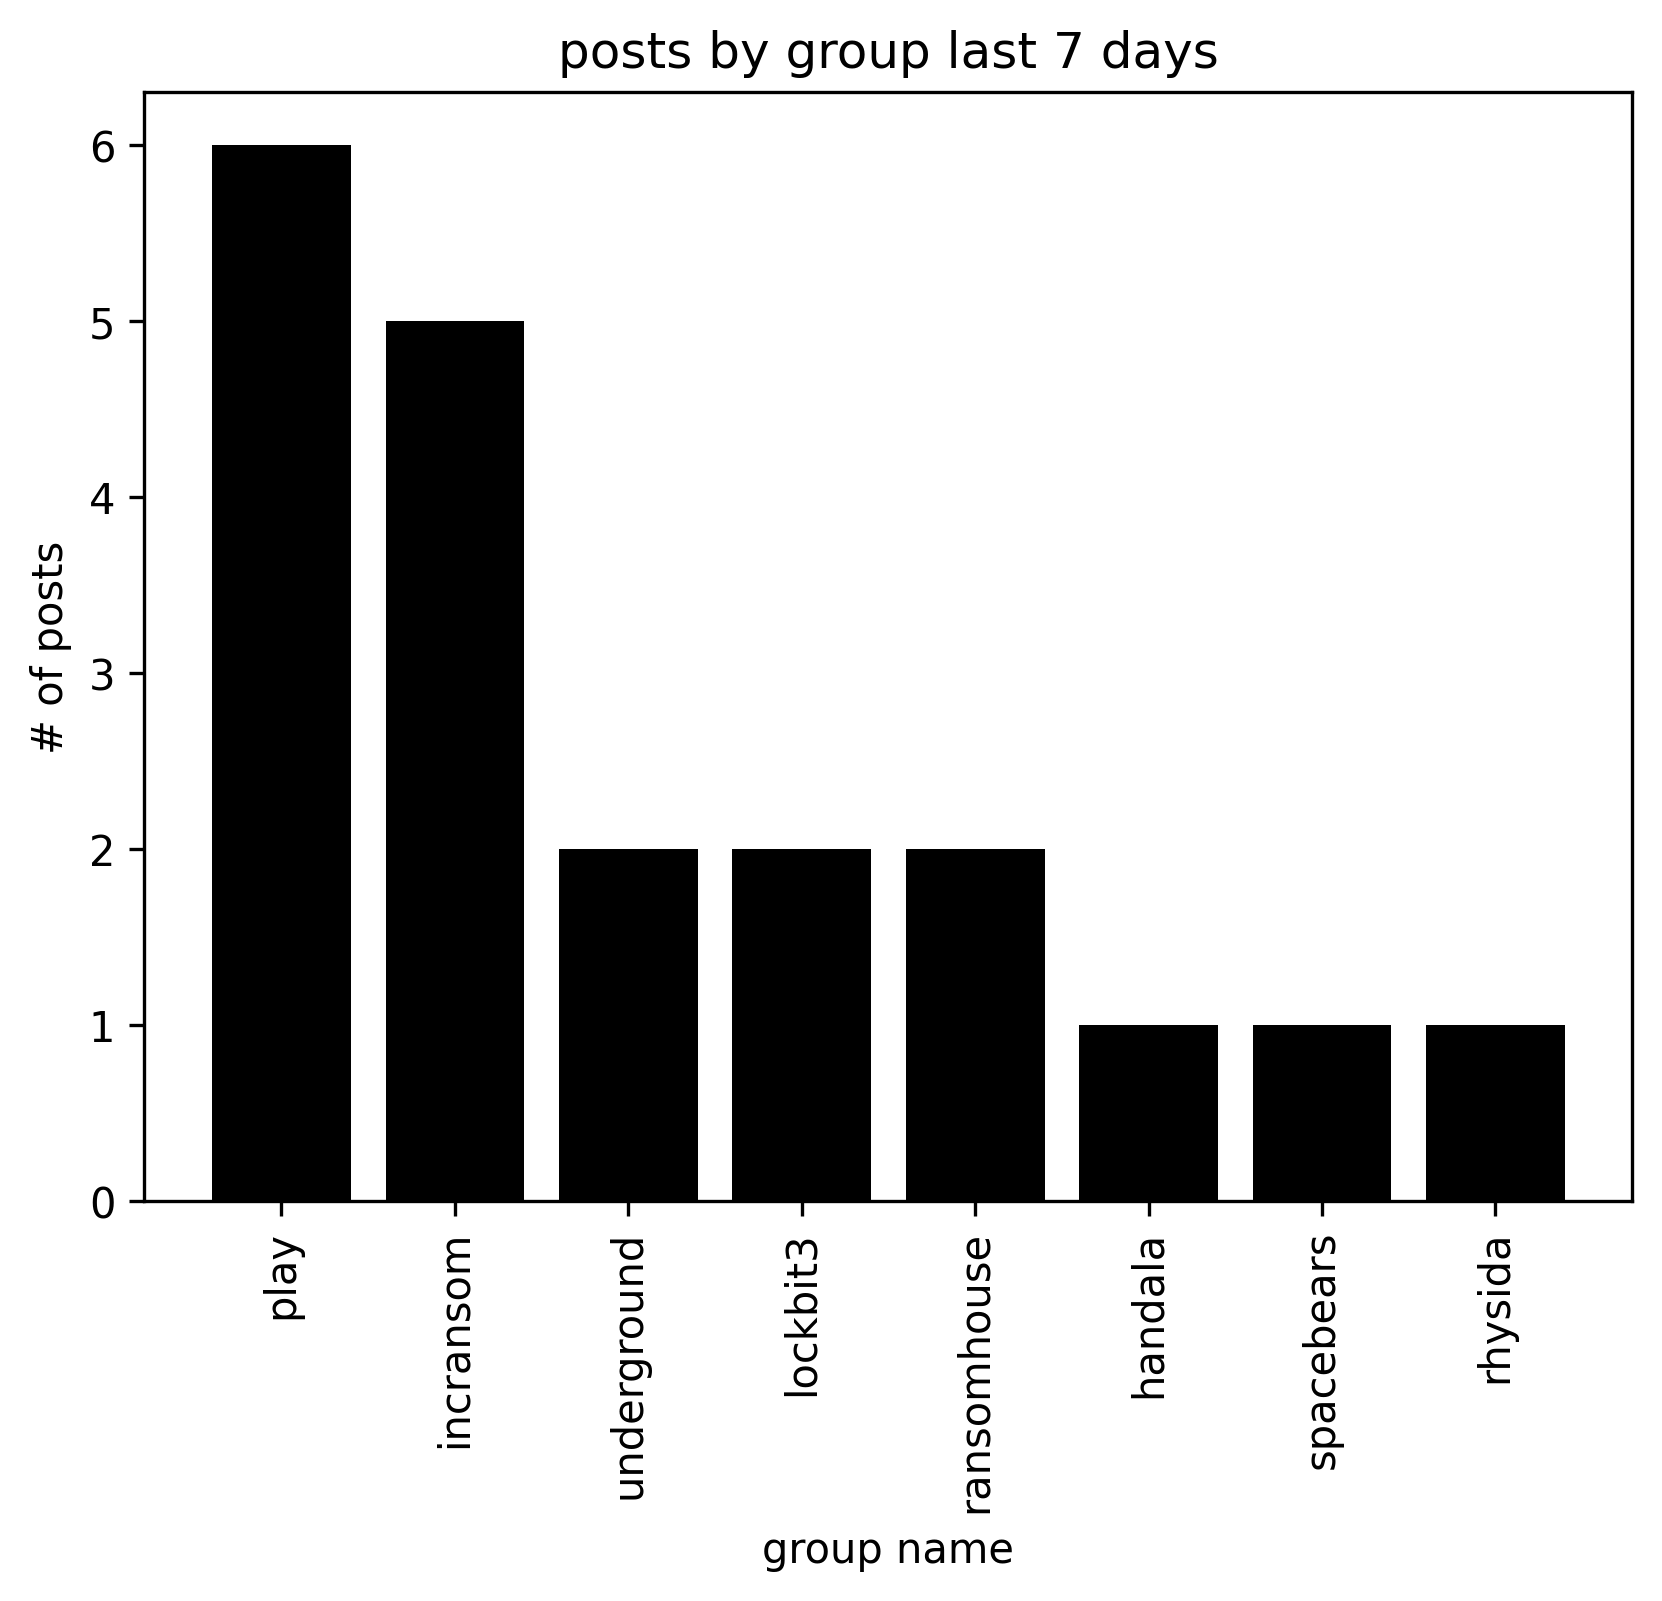 posts by group last 7 days
# of posts
6
5
4
3
2
1
0
play
incransom
underground
lockbit3
ransomhouse
handala
spacebears
rhysida
group name